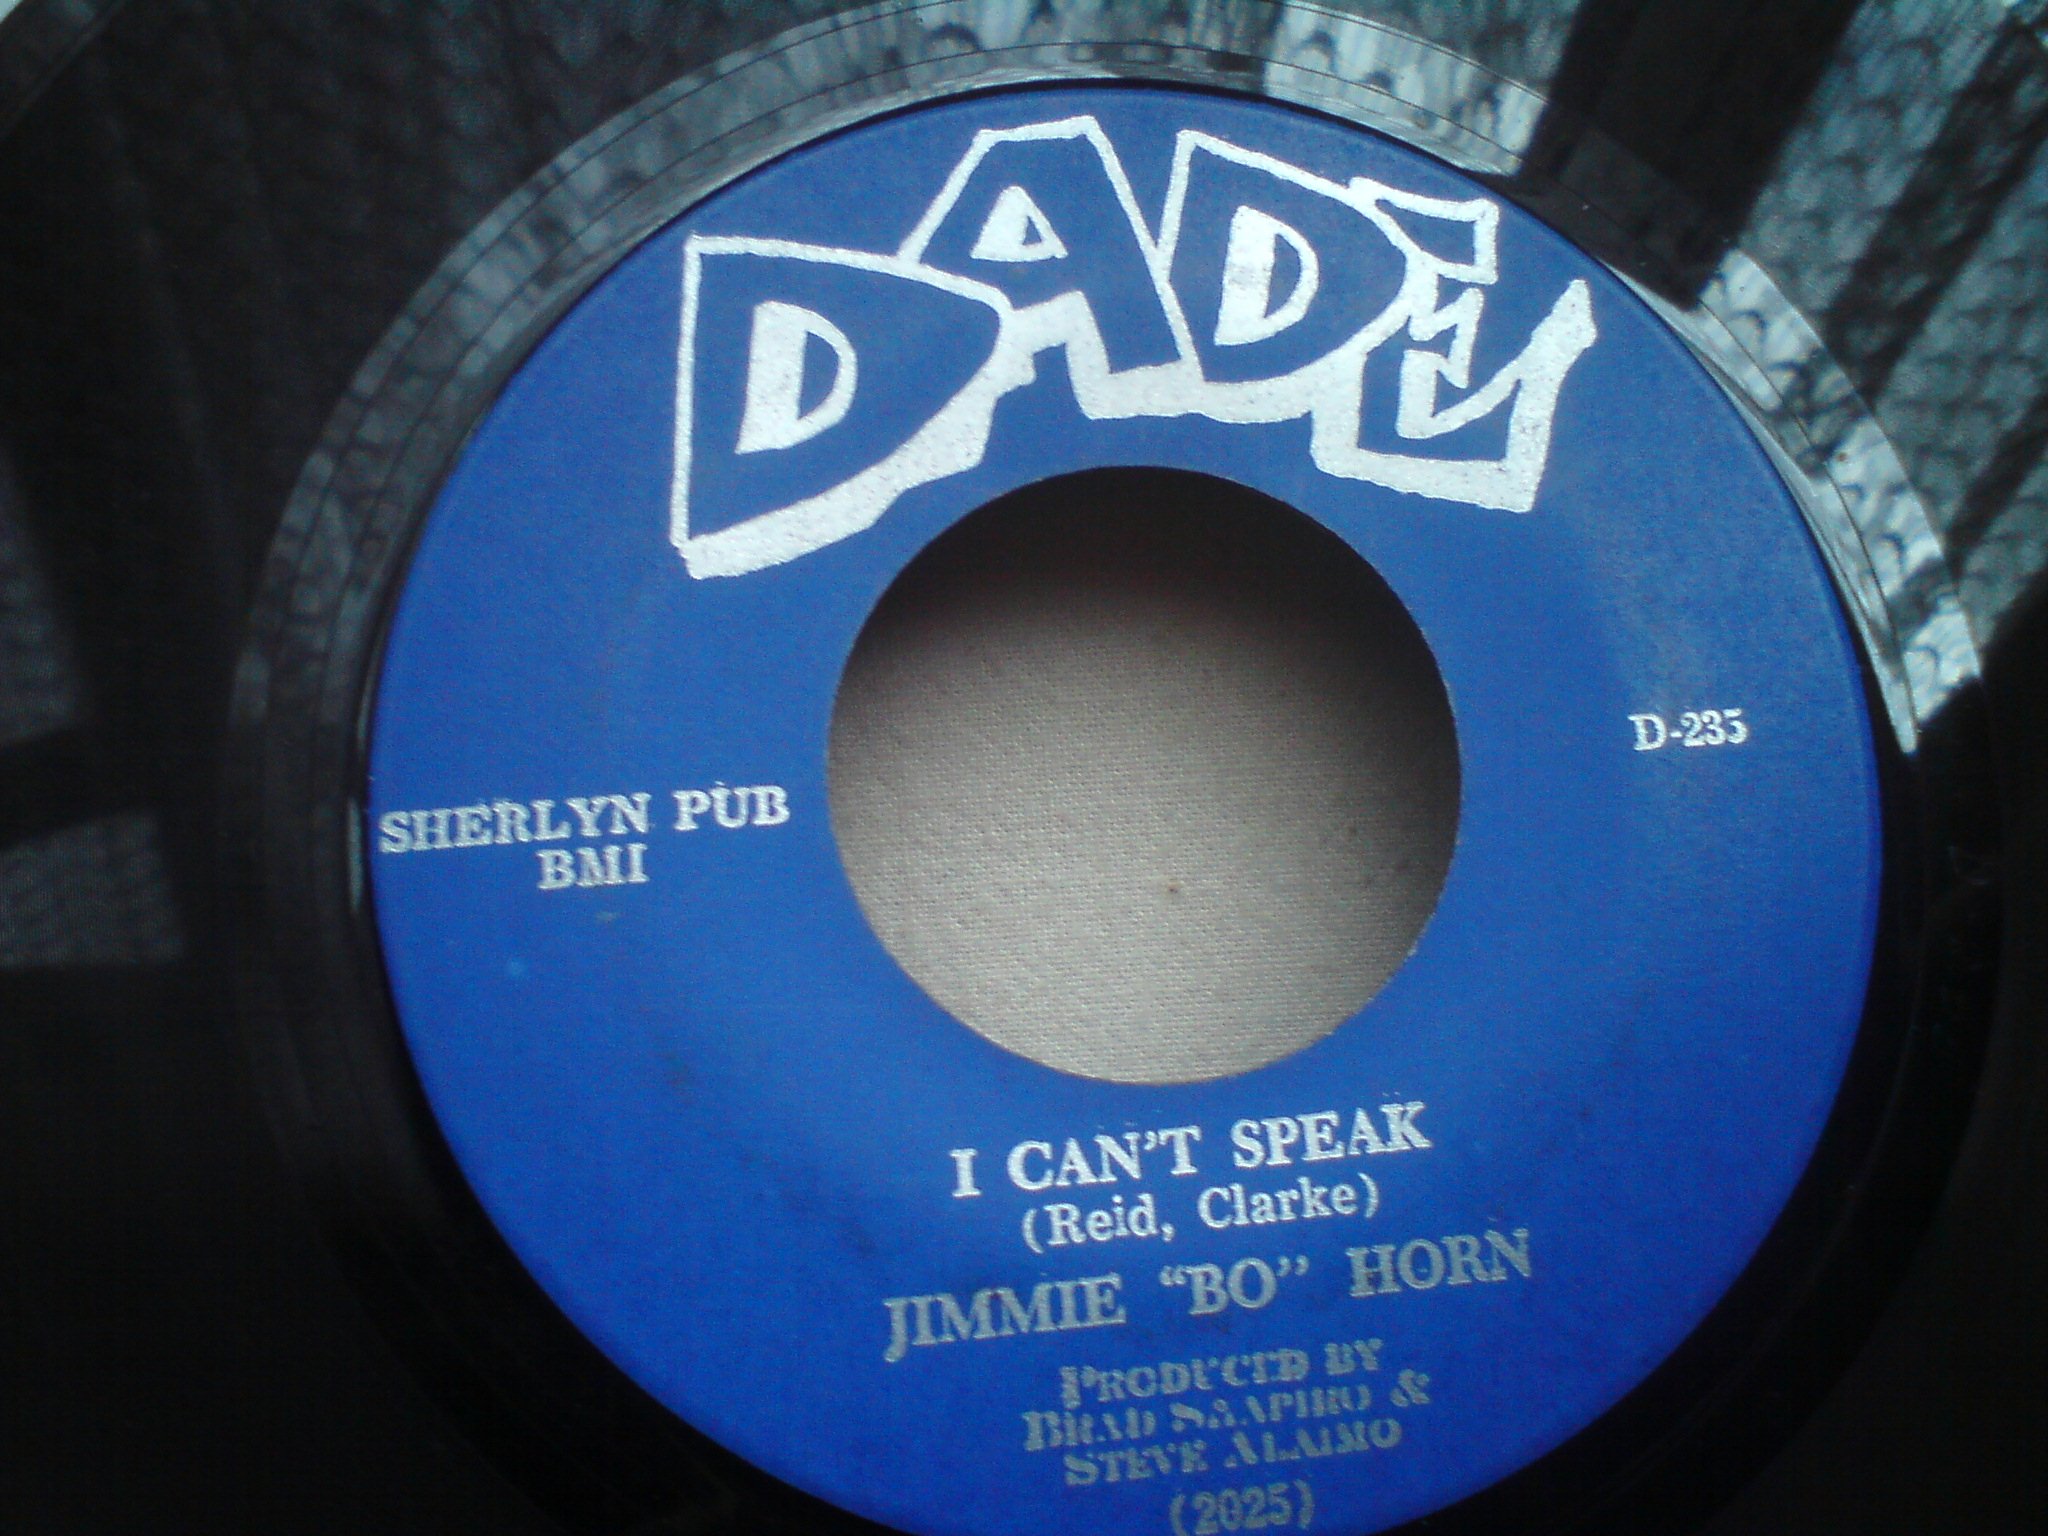 DADE
D-235
SHERLYN PUB
BMI
I CAN'T SPEAK
(Reid, Clarke)
JIMMIE "BO" HORN
PRODUCED BY
BRAD SHAPIRO &
STEVE ALAIMO
(2025)